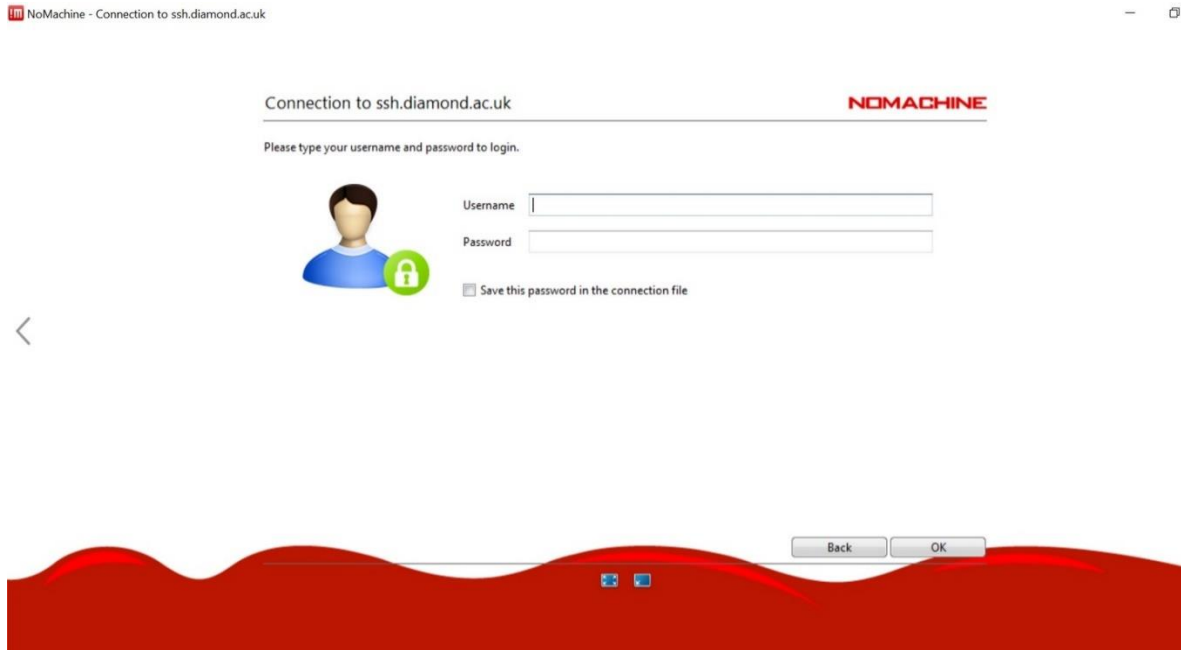 NoMachine - Connection to ssh.diamond.ac.uk
Connection to ssh.diamond.ac.uk NOMACHINE
Please type your username and password to login.
Username
Password
Save this password in the connection file
Back OK